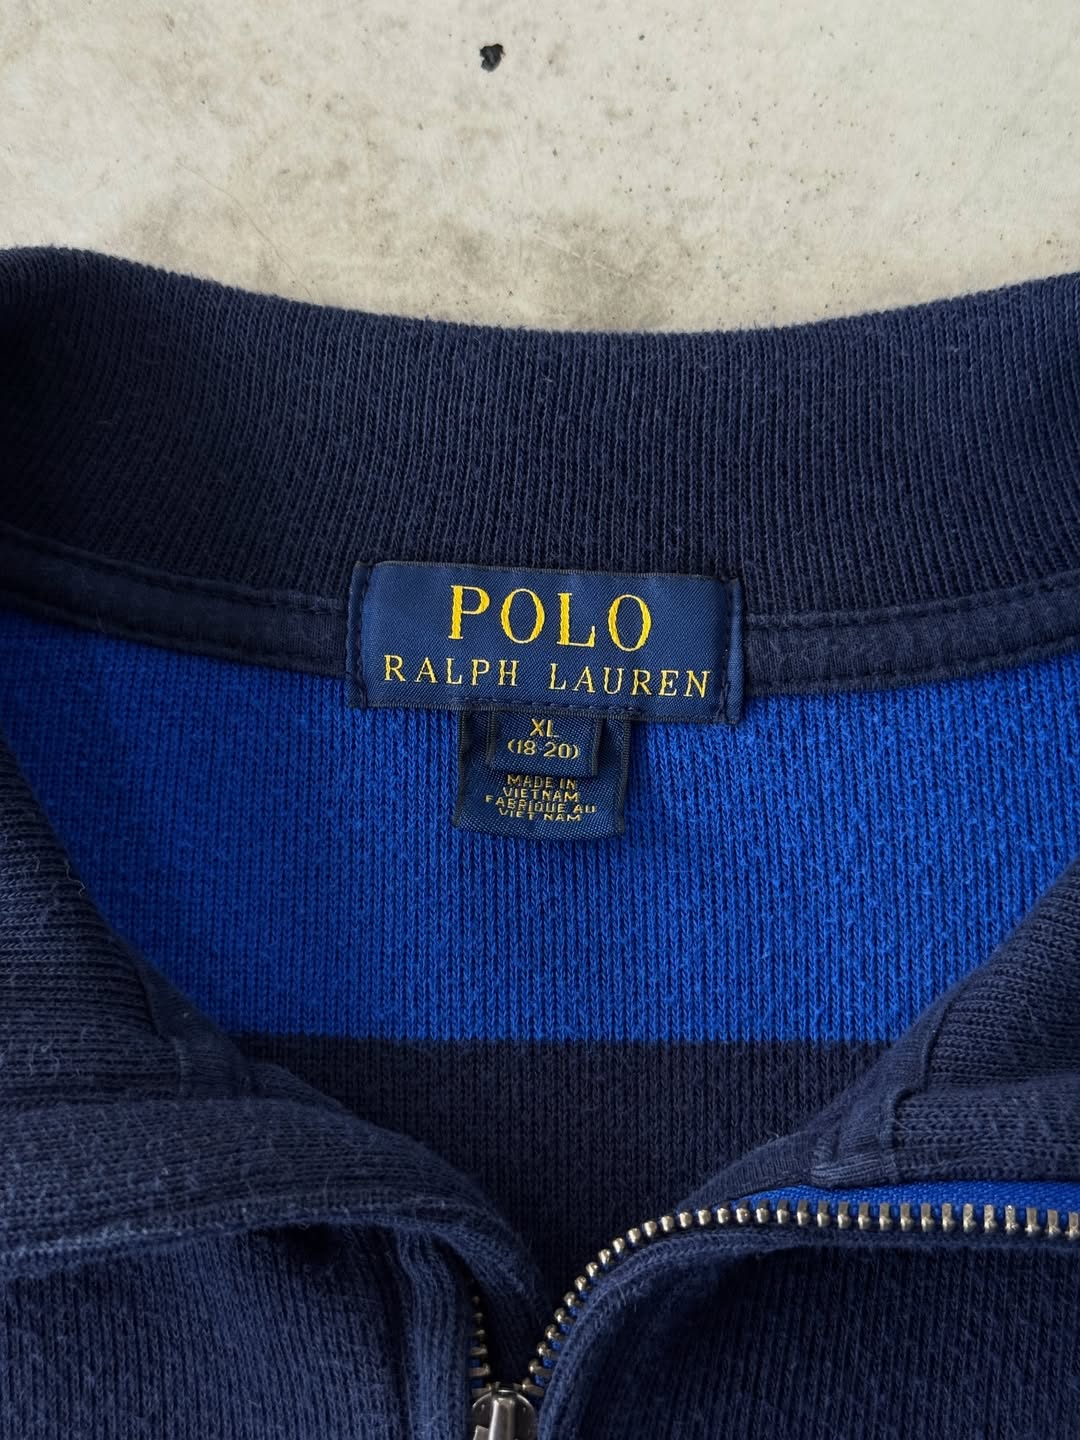 POLO
RALPH LAUREN
XL
(18-20)
MADE IN
VIETNAM
FABRIQUE AU
VIET NAM